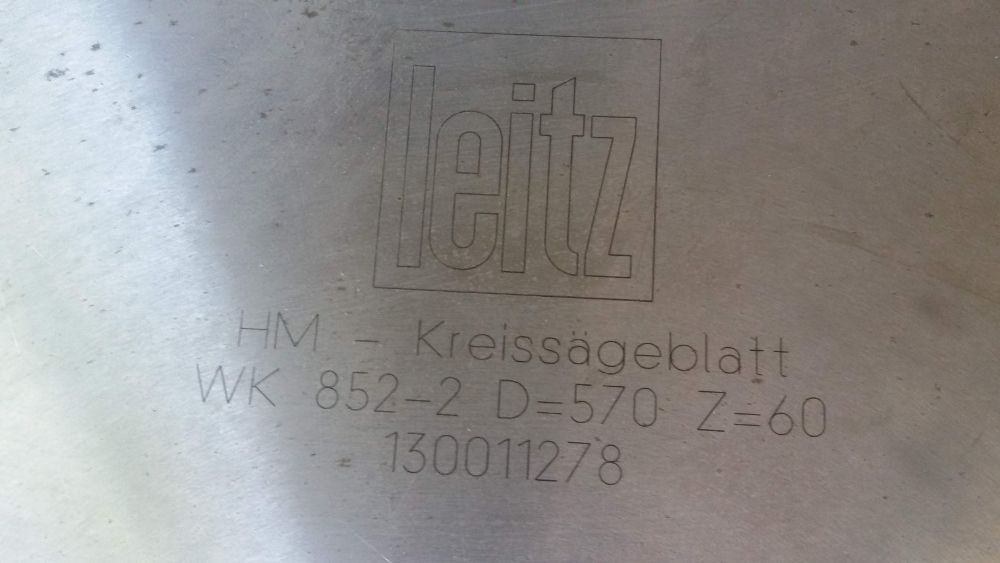 leitz
HM - Kreissägeblatt
WK 852-2 D=570 Z=60
130011278